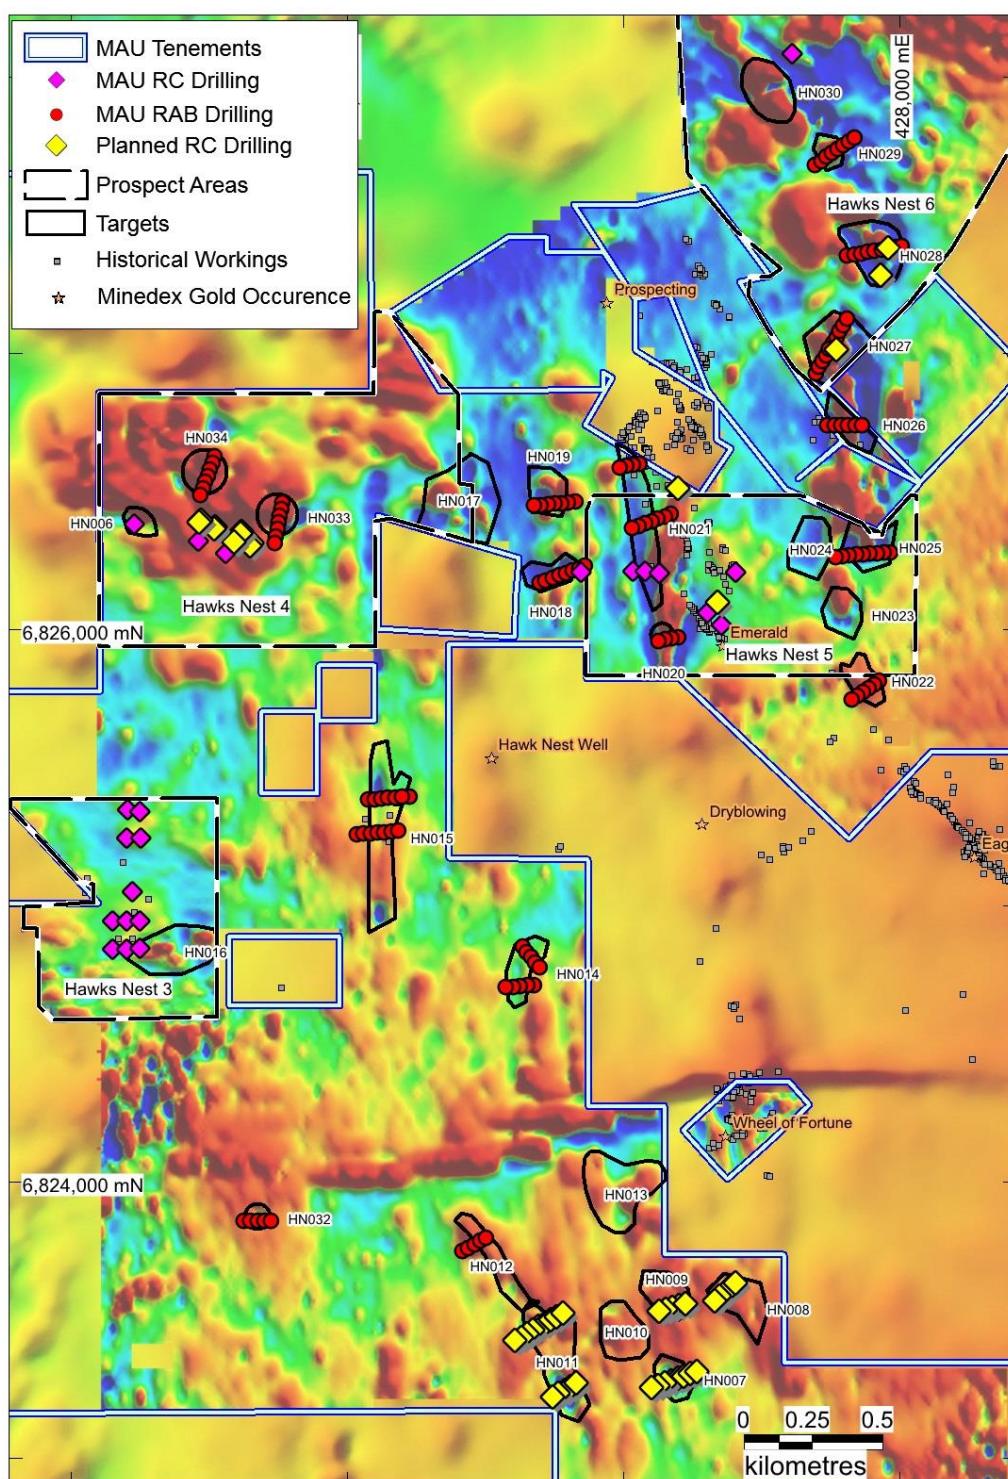 MAU Tenements
MAU RC Drilling
MAU RAB Drilling
Planned RC Drilling
Prospect Areas
Targets
Historical Workings
Minedex Gold Occurence
428,000 mE
HN030
HN029
Hawks Nest 6
HN028
Prospecting
HN027
HN026
HN034
HN019
HN017
HN006
HN033
HN021
HN024
HN025
Hawks Nest 4
HN018
HN023
6,826,000 mN
Emerald
Hawks Nest 5
HN020
HN022
Hawk Nest Well
Dryblowing
HN015
Eag
HN016
HN014
Hawks Nest 3
Wheel of Fortune
6,824,000 mN
HN013
HN032
HN012
HN009
HN008
HN010
HN011
HN007
0 0.25 0.5
kilometres